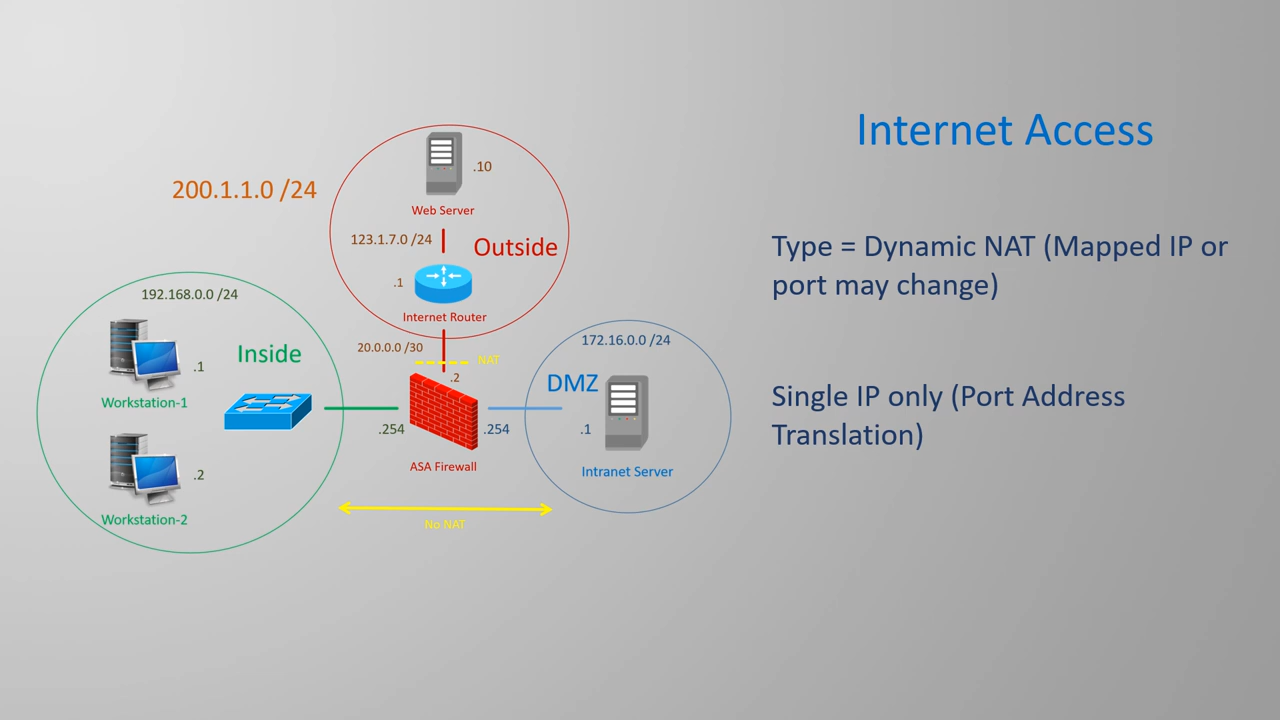 Internet Access
200.1.1.0 /24
.10
Web Server
123.1.7.0 /24
Outside
.1
Internet Router
20.0.0.0 /30
NAT
.2
192.168.0.0 /24
Inside
.1
Workstation-1
.2
Workstation-2
.254
.254
ASA Firewall
No NAT
172.16.0.0 /24
DMZ
.1
Intranet Server
Type = Dynamic NAT (Mapped IP or
port may change)
Single IP only (Port Address
Translation)